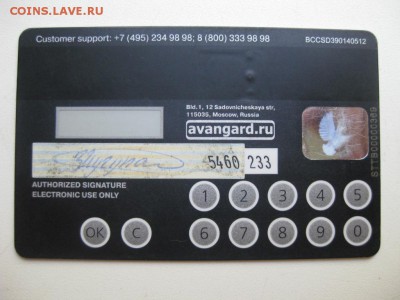 COINS.LAVE.RU
Customer support: +7 (495) 234 98 98; 8 (800) 333 98 98
BCCSD390140512
Bld.1, 12 Sadovnicheskaya str,
115035, Moscow, Russia
avangard.ru
5460 233
AUTHORIZED SIGNATURE
ELECTRONIC USE ONLY
1 2 3 4 5
OK C 6 7 8 9 0